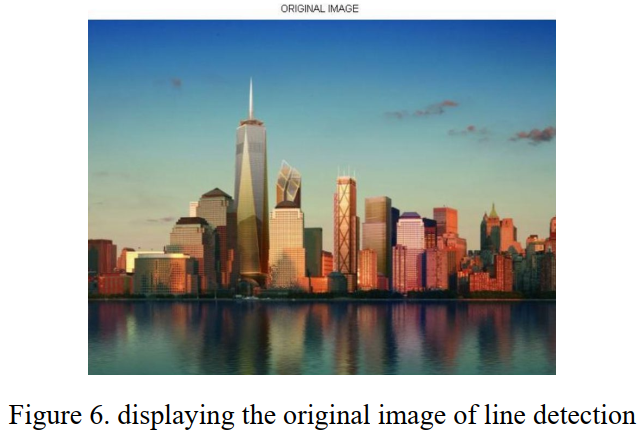 ORIGINAL IMAGE
Figure 6. displaying the original image of line detection